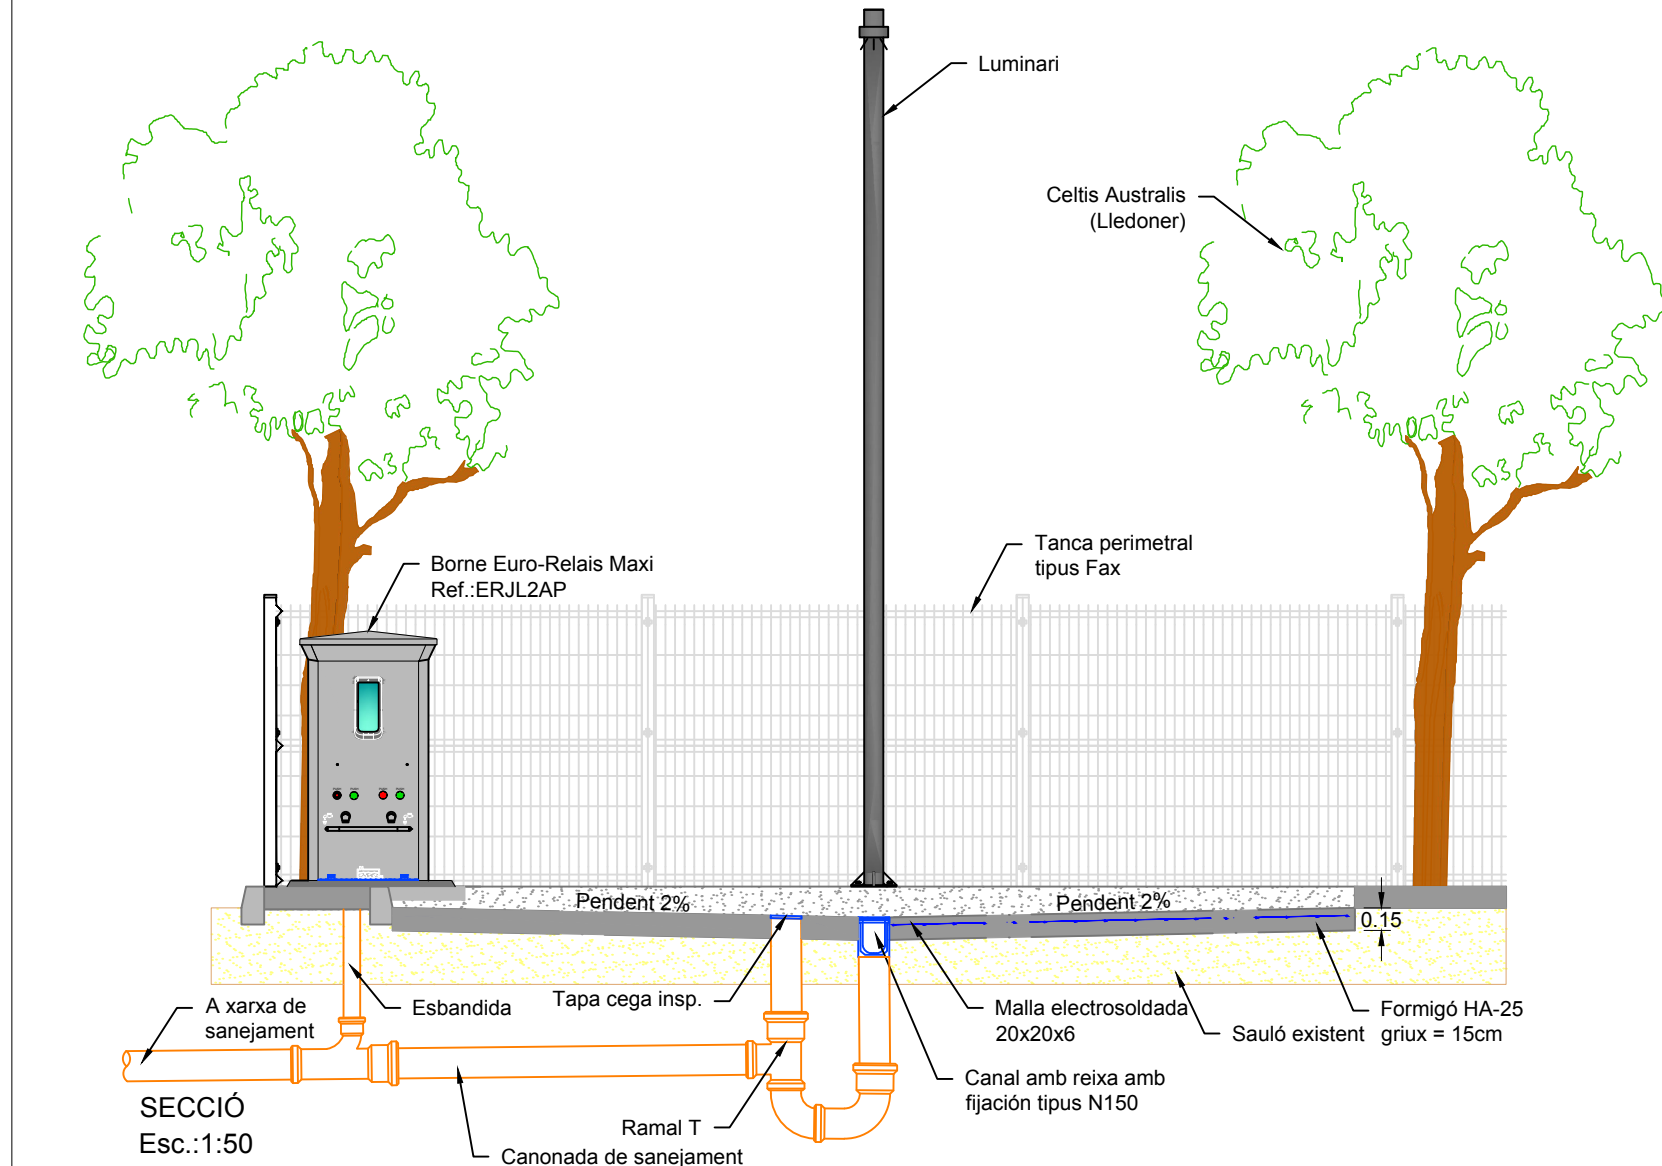 Luminari
Celtis Australis
(Lledoner)
Tanca perimetral
tipus Fax
Borne Euro-Relais Maxi
Ref.:ERJL2AP
Pendent 2%
Pendent 2%
0.15
A xarxa de
sanejament
Esbandida
Tapa cega insp.
Malla electrosoldada
20x20x6
Sauló existent
Formigó HA-25
griux = 15cm
Canal amb reixa amb
fijación tipus N150
Ramal T
Canonada de sanejament
SECCIÓ
Esc.:1:50